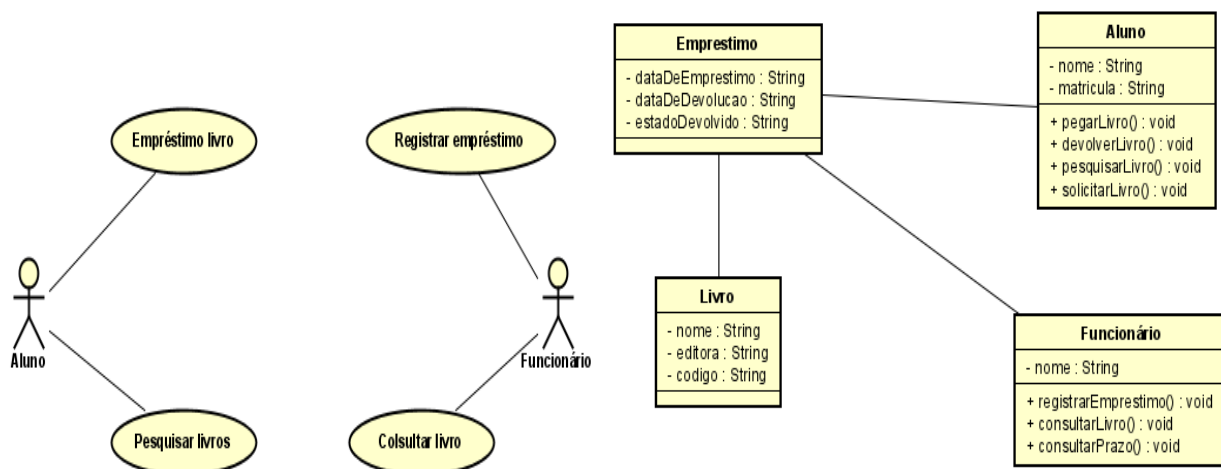 Empréstimo livro
Registrar empréstimo
Aluno
Funcionário
Pesquisar livros
Colsultar livro
Emprestimo
- dataDeEmprestimo : String
- dataDeDevolucao : String
- estadoDevolvido : String
Aluno
- nome : String
- matricula : String
+ pegarLivro() : void
+ devolverLivro() : void
+ pesquisarLivro() : void
+ solicitarLivro() : void
Livro
- nome : String
- editora : String
- codigo : String
Funcionário
- nome : String
+ registrarEmprestimo() : void
+ consultarLivro() : void
+ consultarPrazo() : void